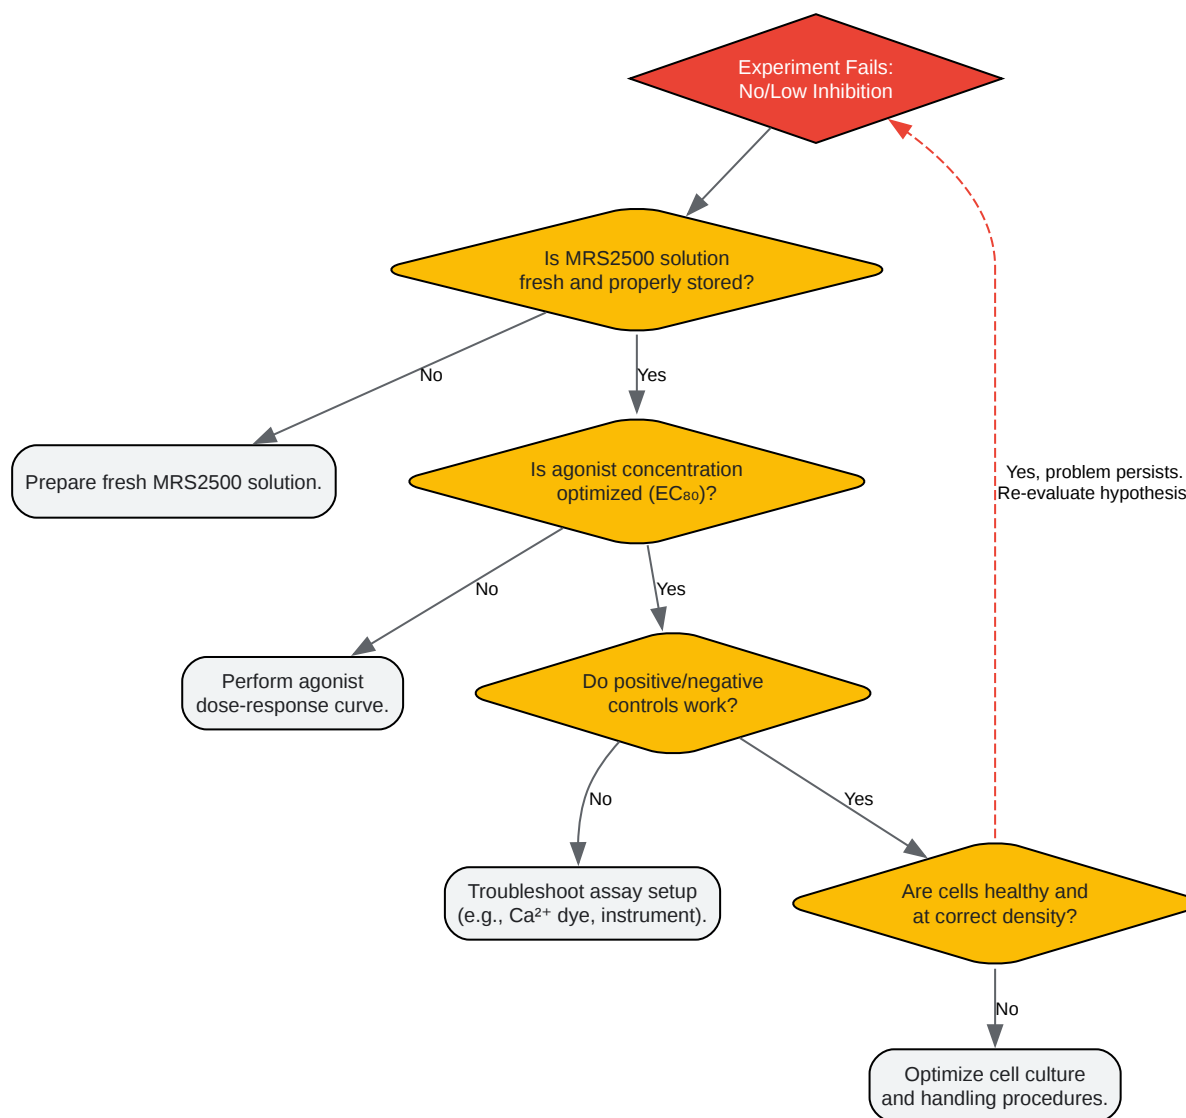 Experiment Fails:
No/Low Inhibition
Is MRS2500 solution
fresh and properly stored?
No
Yes
Prepare fresh MRS2500 solution.
Is agonist concentration
optimized (EC₈₀)?
Yes, problem persists.
Re-evaluate hypothesis
No
Yes
Perform agonist
dose-response curve.
Do positive/negative
controls work?
No
Yes
Troubleshoot assay setup
(e.g., Ca²⁺ dye, instrument).
Are cells healthy and
at correct density?
No
Optimize cell culture
and handling procedures.